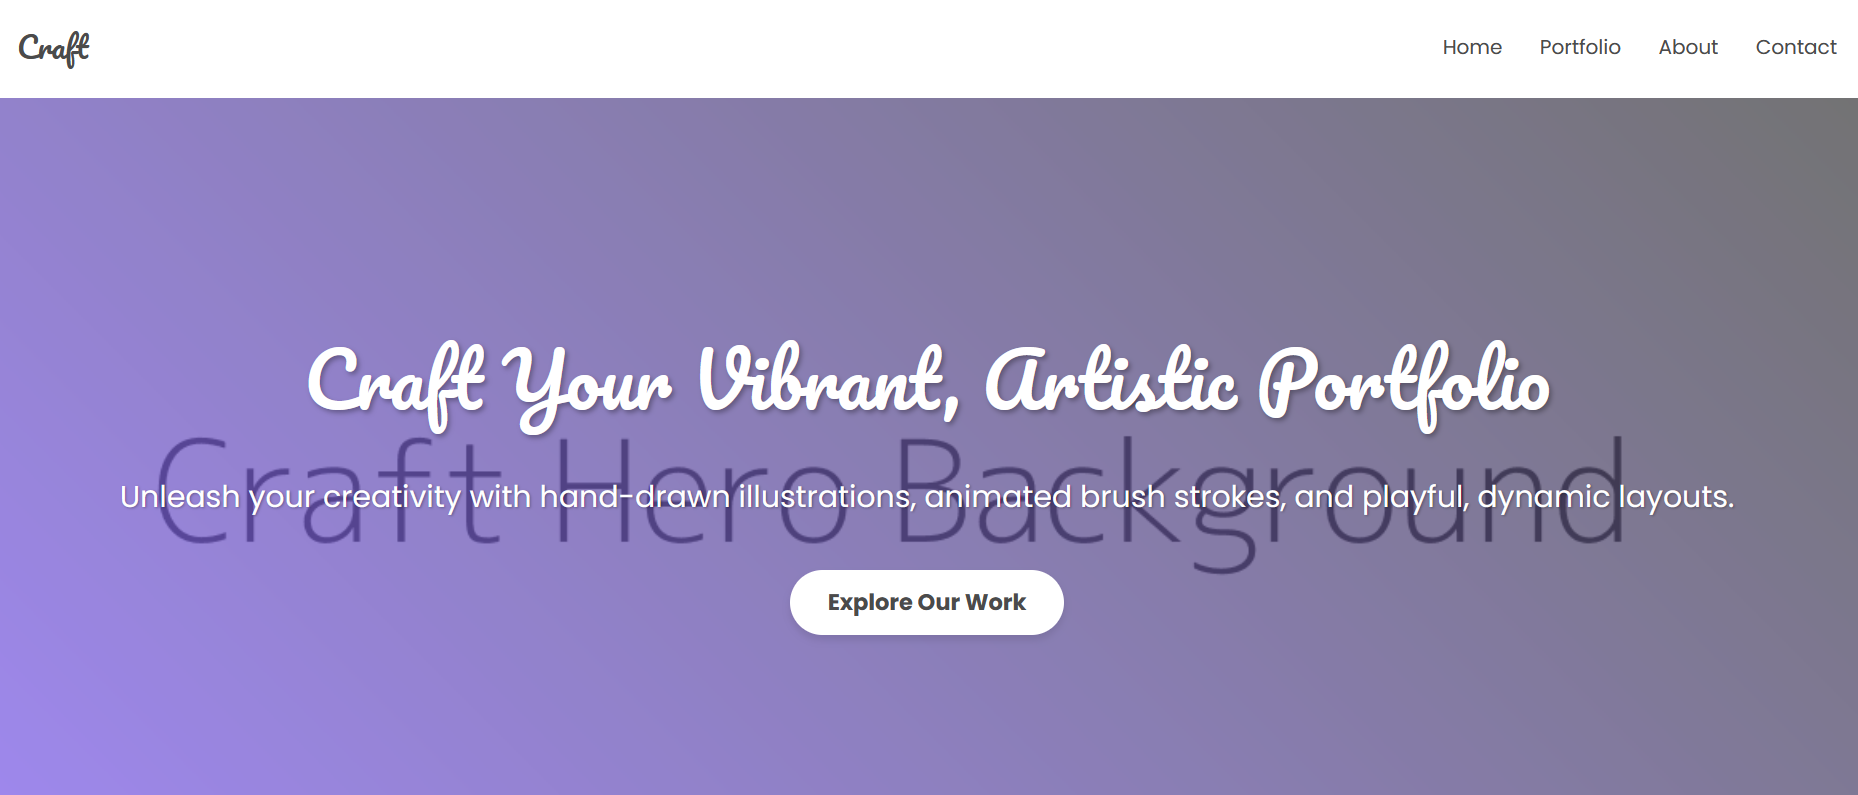 Craft
Home Portfolio About Contact
Craft Your Vibrant, Artistic Portfolio
Craft Hero Background
Unleash your creativity with hand-drawn illustrations, animated brush strokes, and playful, dynamic layouts.
Explore Our Work